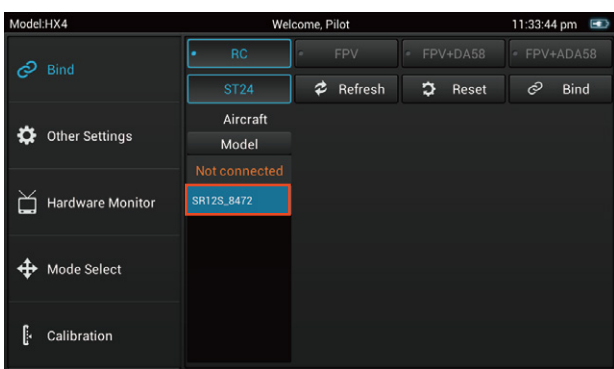 Model:HX4 Welcome, Pilot 11:33:44 pm
Bind
Other Settings
Hardware Monitor
Mode Select
Calibration
RC FPV FPV+DA58 FPV+ADA58
ST24 Refresh Reset Bind
Aircraft
Model
Not connected
SR12S_8472